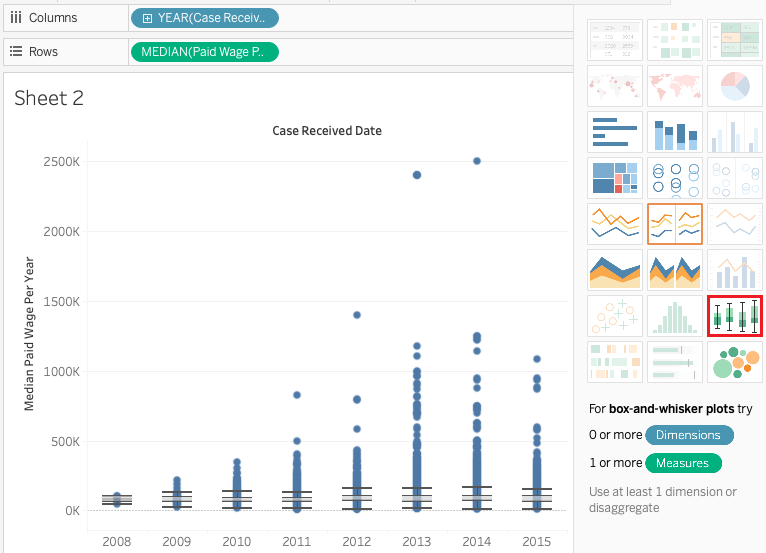 Columns
YEAR(Case Receiv..
Rows
MEDIAN(Paid Wage P..
Sheet 2
Case Received Date
2500K
2000K
1500K
1000K
500K
0K
Median Paid Wage Per Year
2008 2009 2010 2011 2012 2013 2014 2015
For box-and-whisker plots try
0 or more Dimensions
1 or more Measures
Use at least 1 dimension or
disaggregate